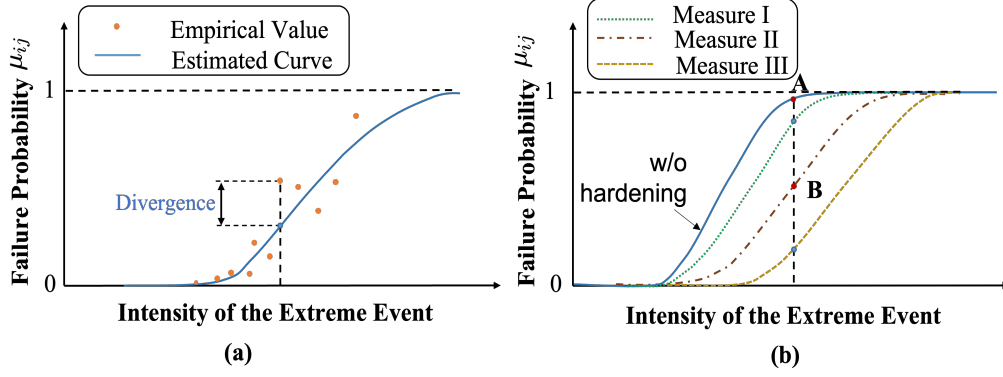 Empirical Value
Estimated Curve
Failure Probability μij
1
0
Divergence
Intensity of the Extreme Event
(a)
Measure I
Measure II
Measure III
Failure Probability μij
1
0
A
B
w/o
hardening
Intensity of the Extreme Event
(b)